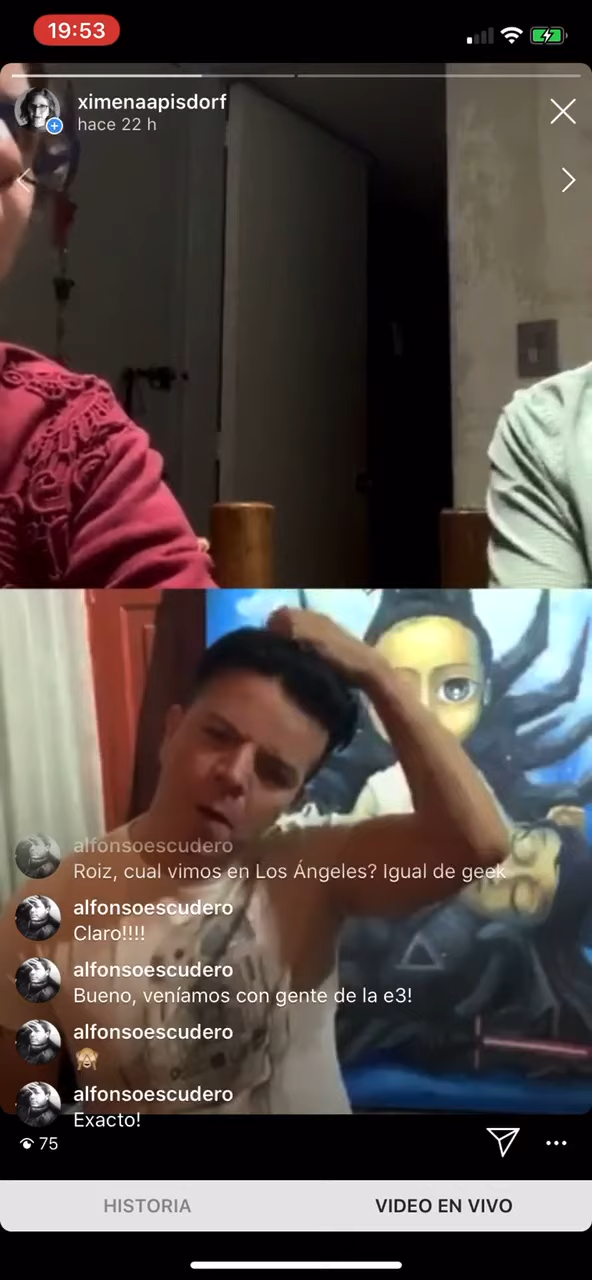 19:53
ximenaapisdorf
hace 22 h
alfonsoescudero
Roiz, cual vimos en Los Ángeles? Igual de geek
alfonsoescudero
Claro!!!!
alfonsoescudero
Bueno, veníamos con gente de la e3!
alfonsoescudero
🙈
alfonsoescudero
Exacto!
75
HISTORIA
VIDEO EN VIVO